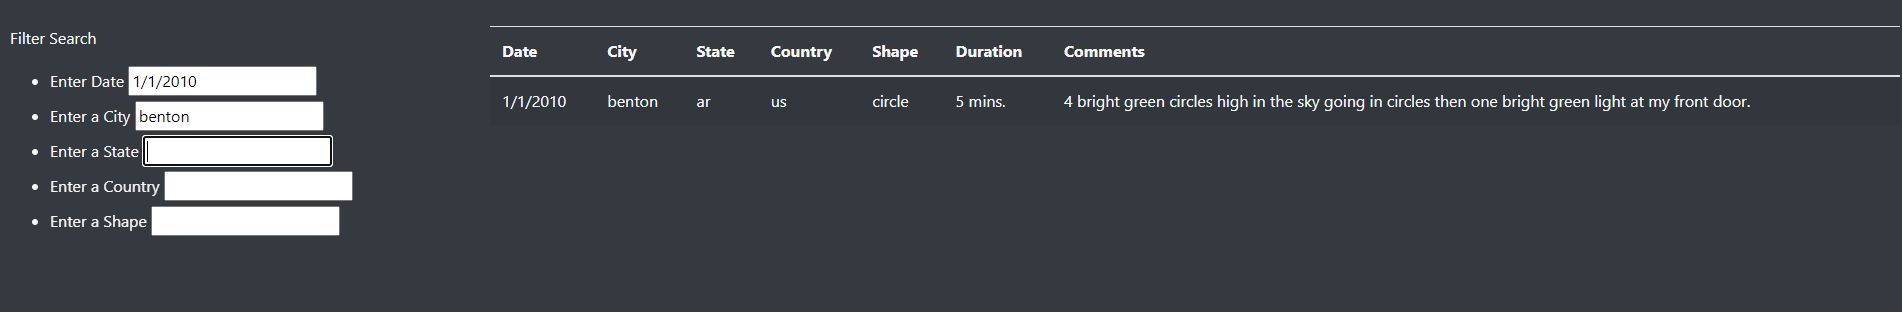 Filter Search
Enter Date 1/1/2010
Enter a City benton
Enter a State
Enter a Country
Enter a Shape
Date City State Country Shape Duration Comments
1/1/2010 benton ar us circle 5 mins. 4 bright green circles high in the sky going in circles then one bright green light at my front door.